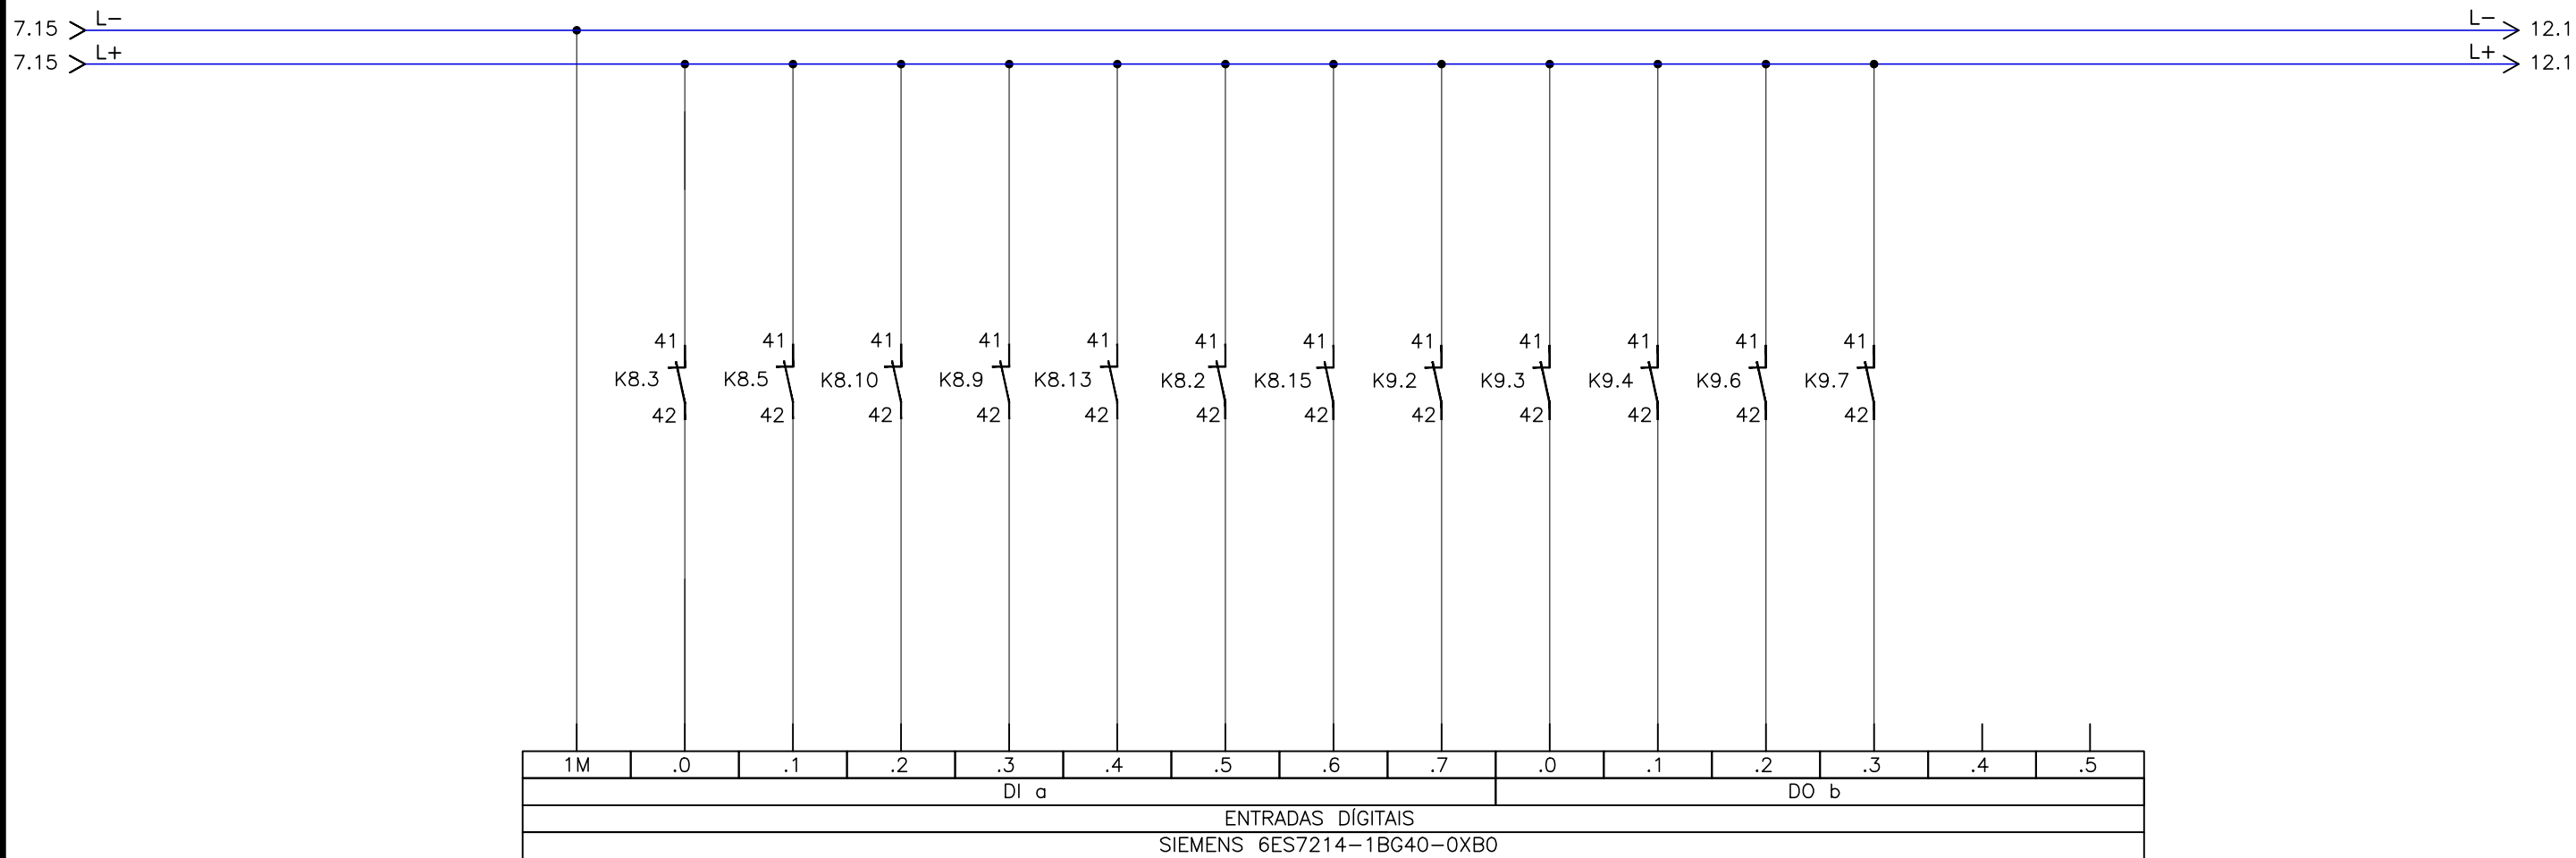 7.15 L- L- 12.1
7.15 L+ L+ 12.1
41 41 41 41 41 41 41 41 41 41 41 41
K8.3 K8.5 K8.10 K8.9 K8.13 K8.2 K8.15 K9.2 K9.3 K9.4 K9.6 K9.7
42 42 42 42 42 42 42 42 42 42 42 42
1M .0 .1 .2 .3 .4 .5 .6 .7 .0 .1 .2 .3 .4 .5
DI a DO b
ENTRADAS DÍGITAIS
SIEMENS 6ES7214-1BG40-0XB0